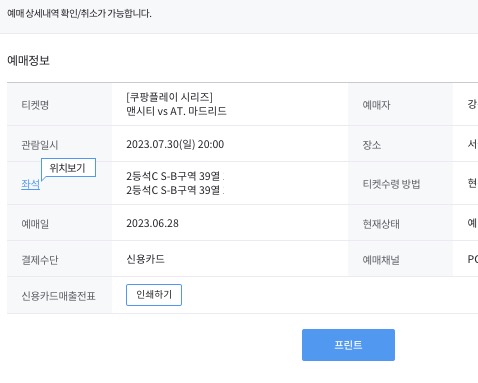 예매 상세내역 확인/취소가 가능합니다.
예매정보
티켓명
[쿠팡플레이 시리즈]
맨시티 vs AT. 마드리드
예매자
강
관람일시
2023.07.30(일) 20:00
장소
서
위치보기
좌석
2등석C S-B구역 39열
2등석C S-B구역 39열
티켓수령 방법
현
예매일
2023.06.28
현재상태
예
결제수단
신용카드
예매채널
PC
신용카드매출전표
인쇄하기
프린트